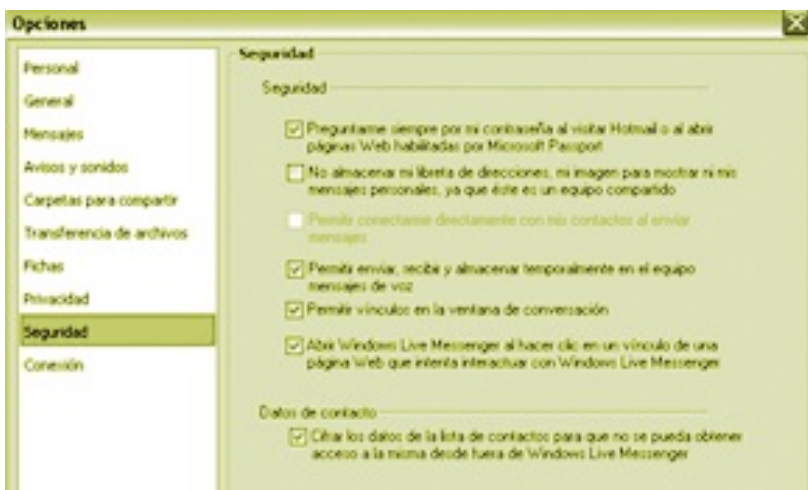 Opciones
Personal
General
Mensajes
Avisos y sonidos
Carpetas para compartir
Transferencia de archivos
Fichas
Privacidad
Seguridad
Conexión
Seguridad
Seguridad
Preguntarme siempre por mi contraseña al visitar Hotmail o al abrir
páginas Web habilitadas por Microsoft Passport
No almacenar mi libreta de direcciones, mi imagen para mostrar ni mis
mensajes personales, ya que éste es un equipo compartido
Permitir conectarme directamente con mis contactos al enviar
mensajes
Permitir enviar, recibir y almacenar temporalmente en el equipo
mensajes de voz
Permitir vínculos en la ventana de conversación
Abrir Windows Live Messenger al hacer clic en un vínculo de una
página Web que intenta interactuar con Windows Live Messenger
Datos de contacto
Cifrar los datos de la lista de contactos para que no se pueda obtener
acceso a la misma desde fuera de Windows Live Messenger